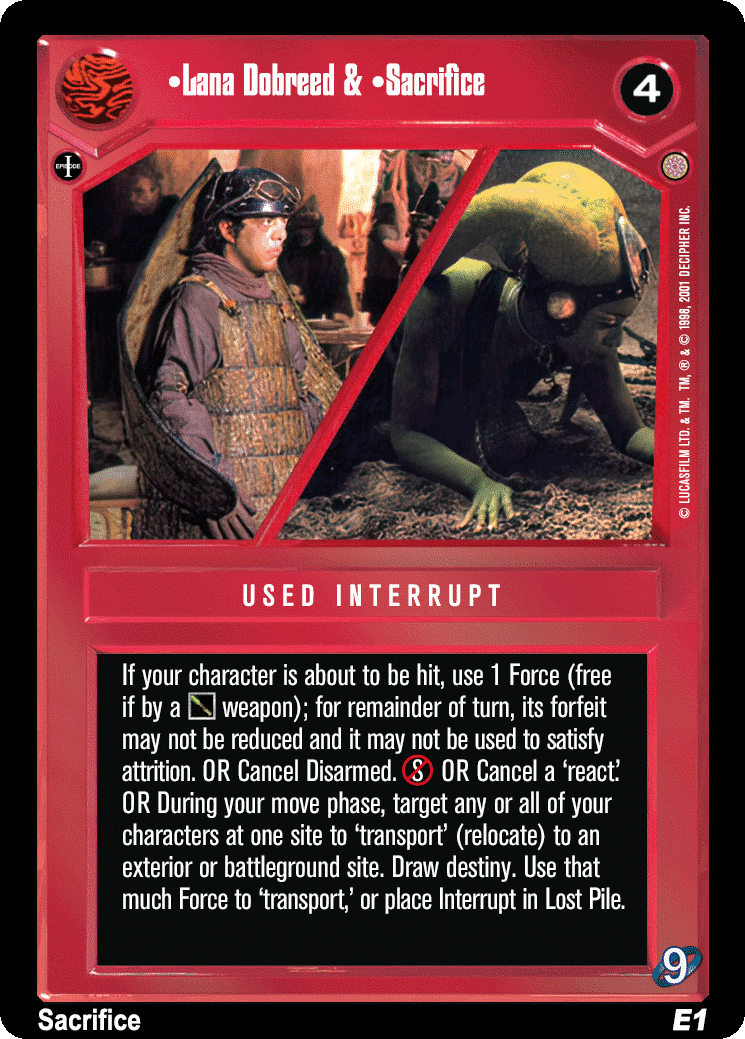 •Lana Dobreed & •Sacrifice
4
EPISODE
I
© LUCASFILM LTD. & TM. TM, ® & © 1998, 2001 DECIPHER INC.
USED INTERRUPT
If your character is about to be hit, use 1 Force (free
if by a weapon); for remainder of turn, its forfeit
may not be reduced and it may not be used to satisfy
attrition. OR Cancel Disarmed. 8 OR Cancel a ‘react.’
OR During your move phase, target any or all of your
characters at one site to ‘transport’ (relocate) to an
exterior or battleground site. Draw destiny. Use that
much Force to ‘transport,’ or place Interrupt in Lost Pile.
9
Sacrifice
E1